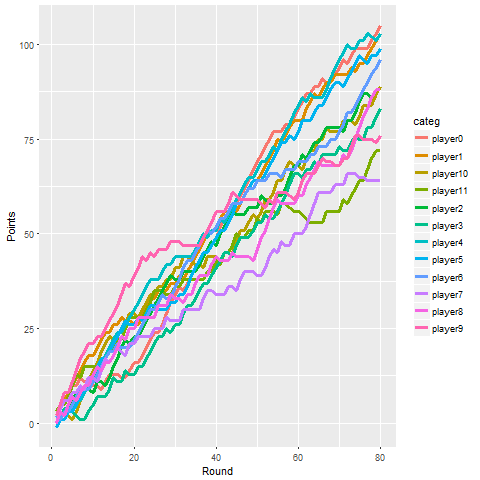 Points
100
75
50
25
0
0
20
40
60
80
Round
categ
player0
player1
player10
player11
player2
player3
player4
player5
player6
player7
player8
player9